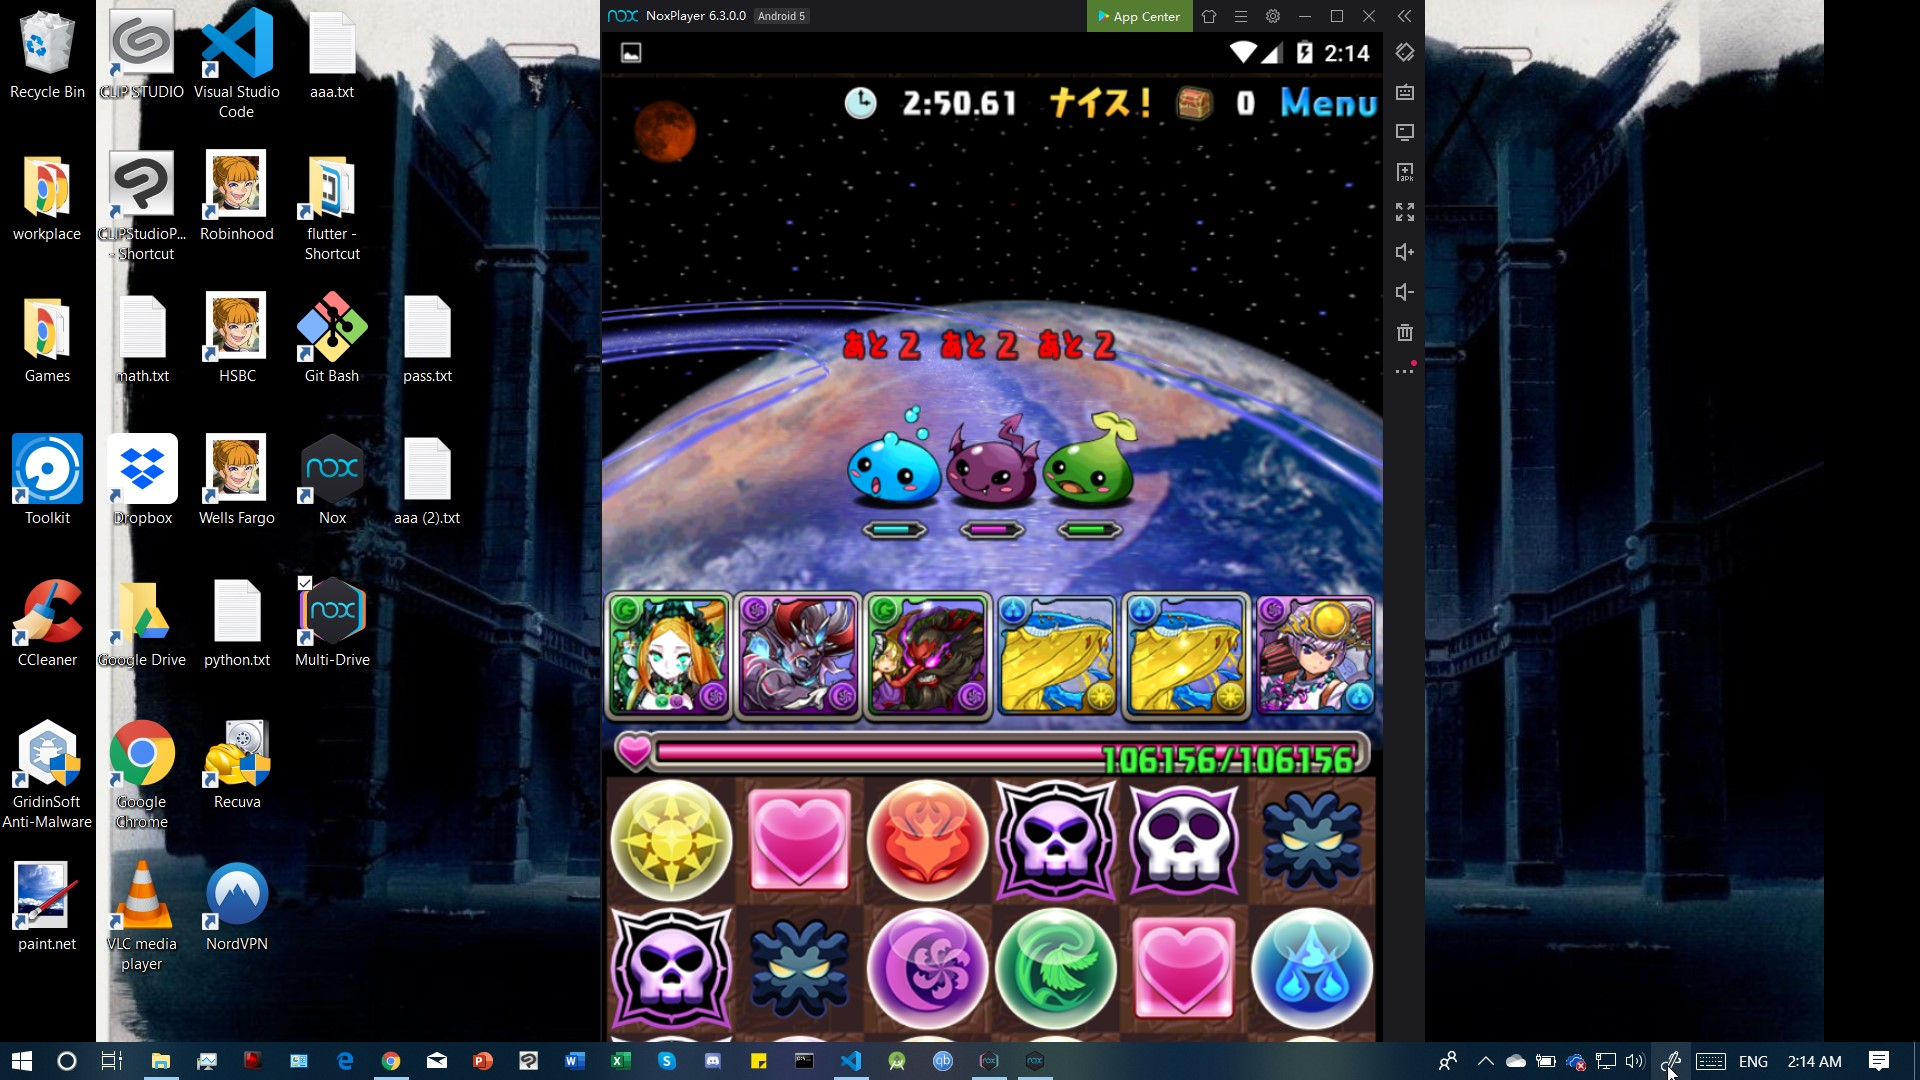 Recycle Bin
CLIP STUDIO
Visual Studio
Code
aaa.txt
workplace
CLIPStudioP...
- Shortcut
Robinhood
flutter -
Shortcut
Games
math.txt
HSBC
Git Bash
pass.txt
Toolkit
Dropbox
Wells Fargo
nox
Nox
aaa (2).txt
CCleaner
Google Drive
python.txt
nox
Multi-Drive
GridinSoft
Anti-Malware
Google
Chrome
Recuva
paint.net
VLC media
player
NordVPN
nox NoxPlayer 6.3.0.0 Android 5 App Center
2:14
2:50.61 ナイス! 0 Menu
あと 2 あと 2 あと 2
106156/106156
ENG 2:14 AM